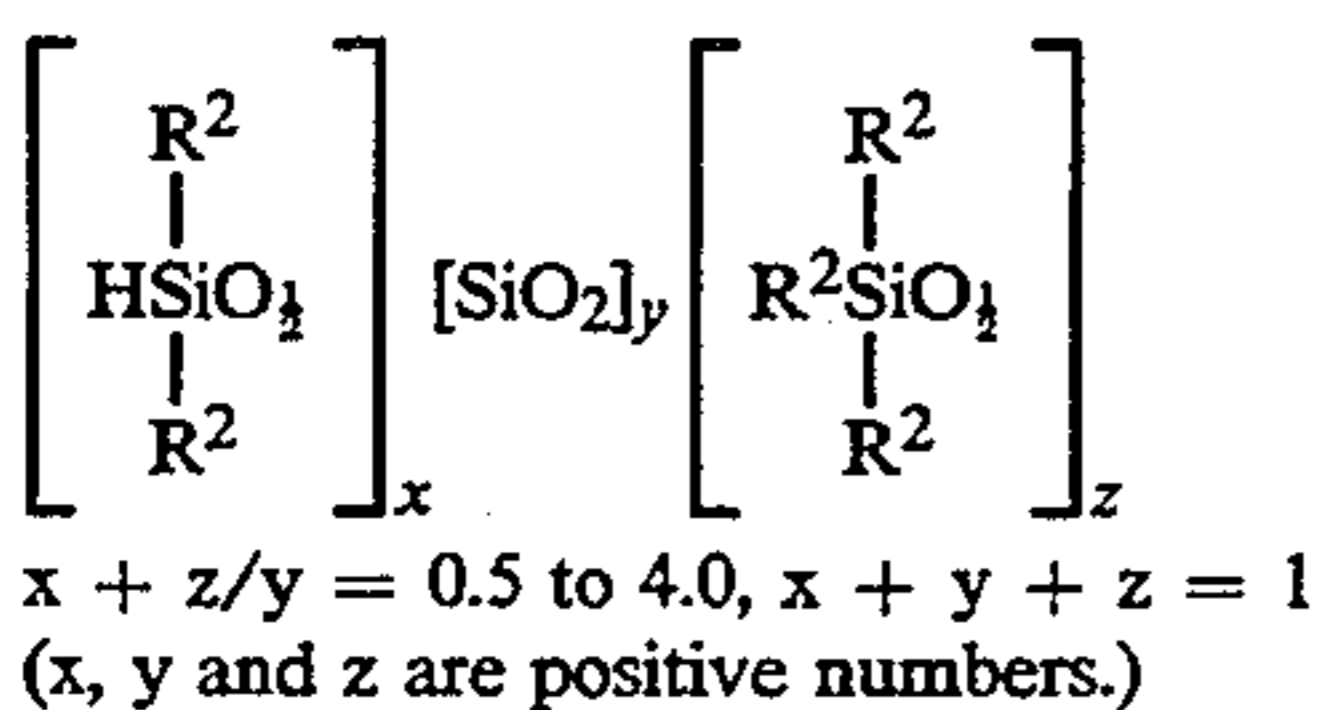 R² R²
HSiO½ [SiO₂]y R²SiO½
R² R²
x z
x + z/y = 0.5 to 4.0, x + y + z = 1
(x, y and z are positive numbers.)